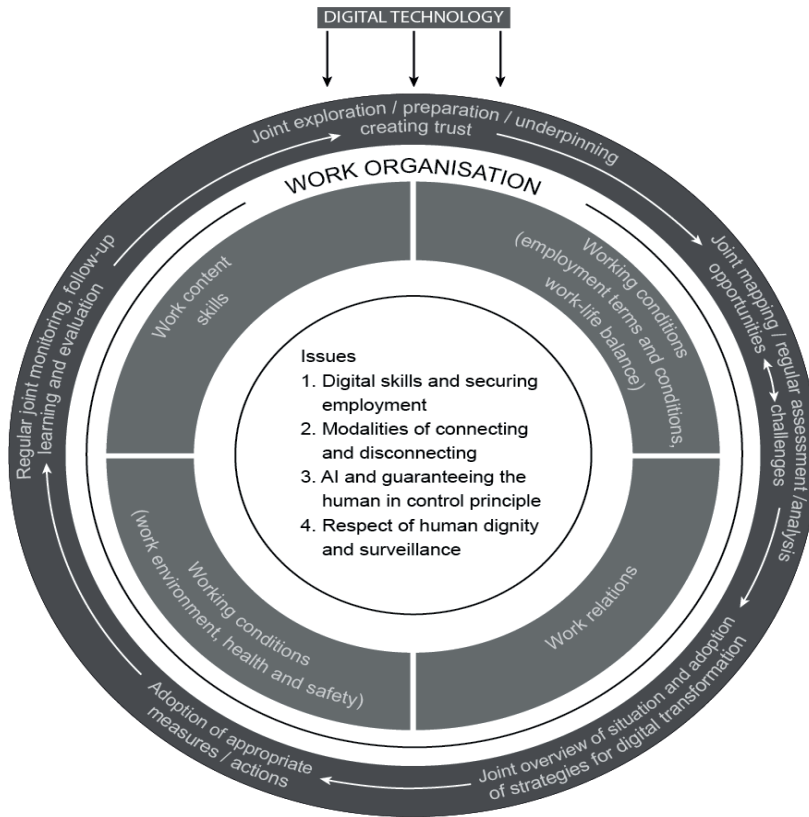 DIGITAL TECHNOLOGY
Joint exploration / preparation / underpinning
creating trust
Joint mapping / regular assessment /analysis
opportunities
challenges
Joint overview of situation and adoption
of strategies for digital transformation
Adoption of appropriate
measures / actions
Regular joint monitoring, follow-up
learning and evaluation
WORK ORGANISATION
Work content
skills
Working conditions
(employment terms and conditions,
work-life balance)
Work relations
Working conditions
(work environment, health and safety)
Issues
1. Digital skills and securing
employment
2. Modalities of connecting
and disconnecting
3. AI and guaranteeing the
human in control principle
4. Respect of human dignity
and surveillance